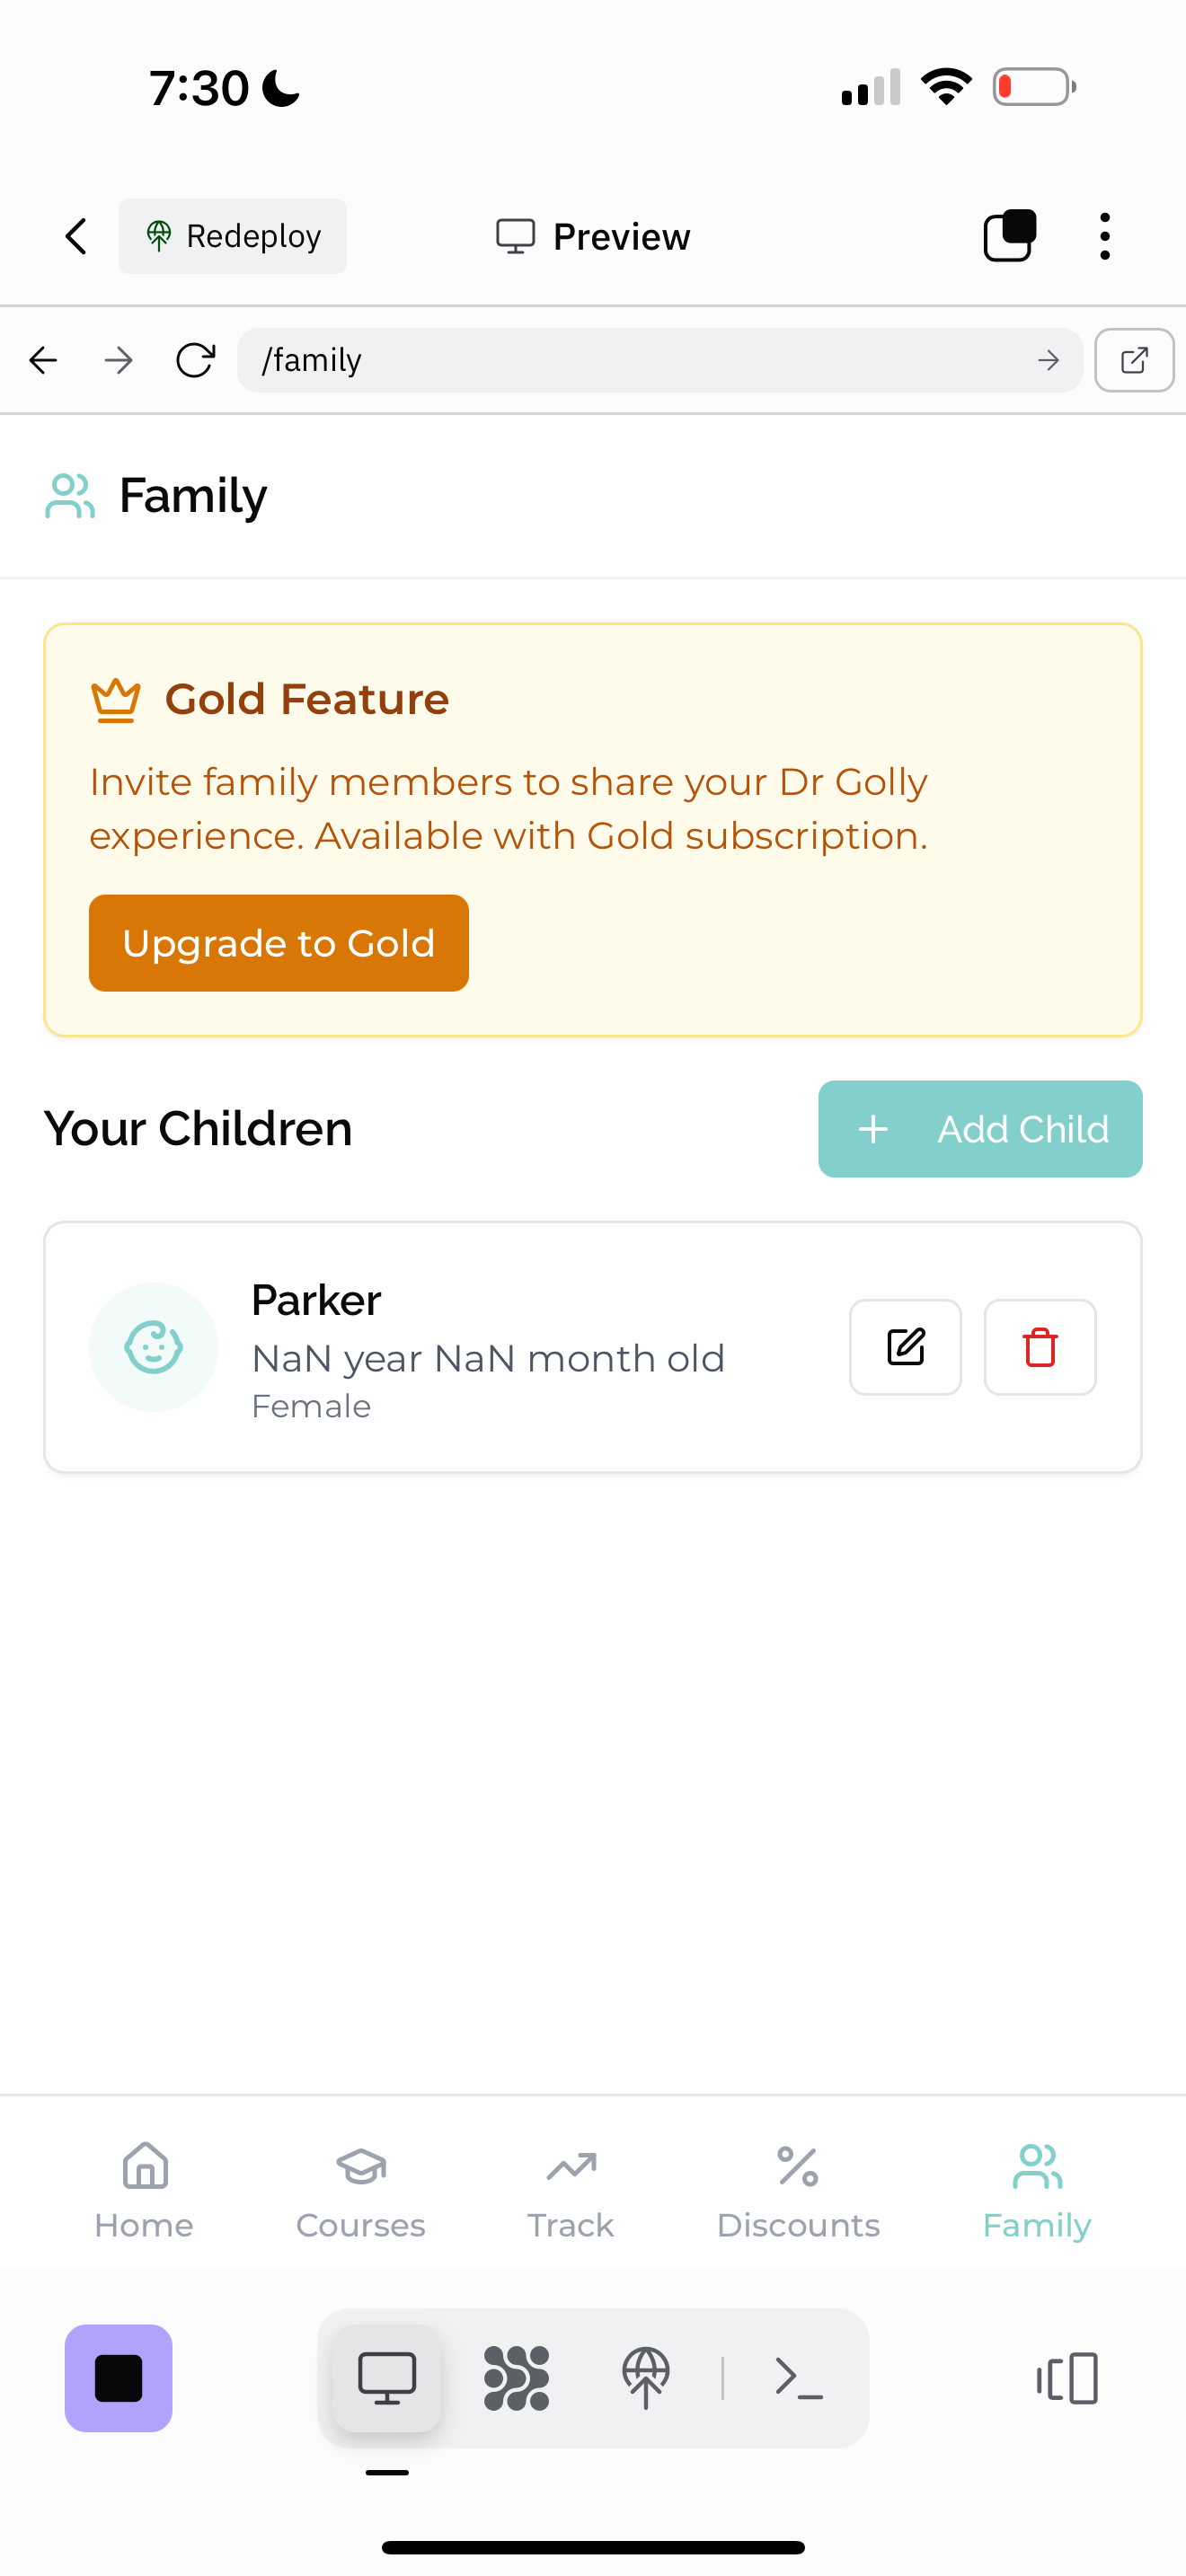 7:30
Redeploy
Preview
/family
Family
Gold Feature
Invite family members to share your Dr Golly
experience. Available with Gold subscription.
Upgrade to Gold
Your Children
Add Child
Parker
NaN year NaN month old
Female
Home
Courses
Track
Discounts
Family